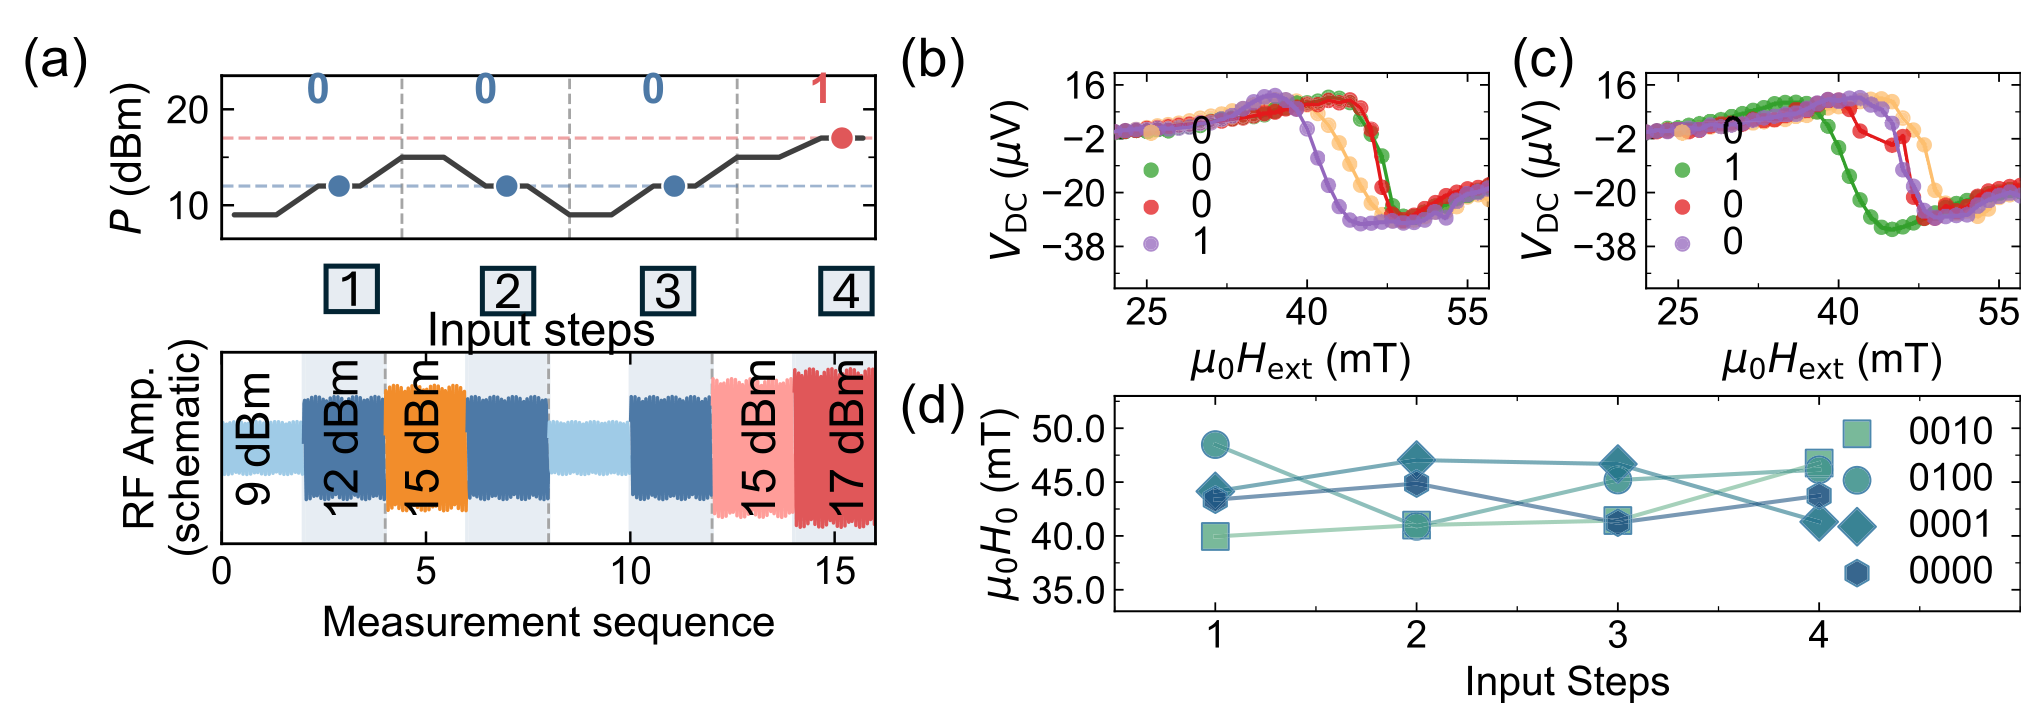 (a)
P (dBm)
20
10
0 0 0 1
1 2 3 4
Input steps
RF Amp.
(schematic)
9 dBm
12 dBm
15 dBm
15 dBm
17 dBm
0 5 10 15
Measurement sequence
(b)
V_DC (μV)
16
−2
−20
−38
0
0
0
1
25 40 55
μ₀H_ext (mT)
(c)
V_DC (μV)
16
−2
−20
−38
0
1
0
0
25 40 55
μ₀H_ext (mT)
(d)
μ₀H₀ (mT)
50.0
45.0
40.0
35.0
0010
0100
0001
0000
1 2 3 4
Input Steps